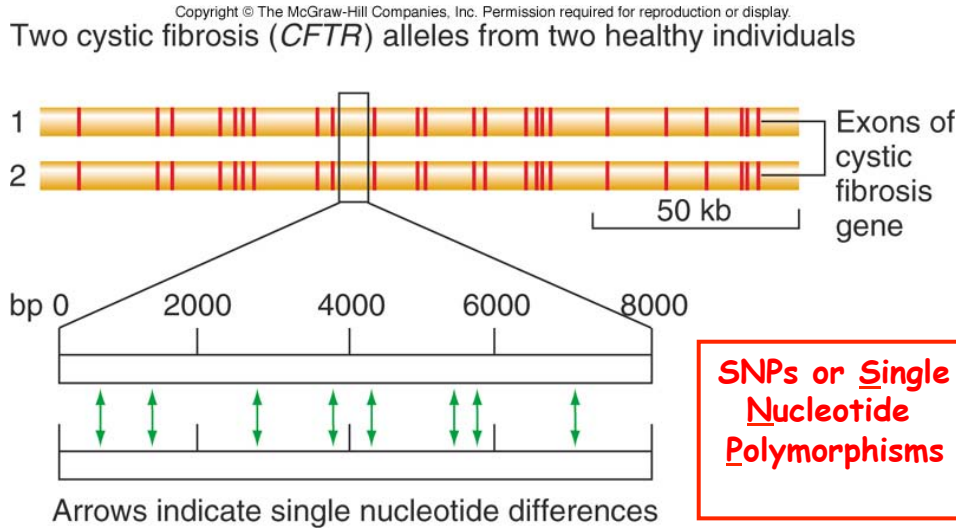 Copyright © The McGraw-Hill Companies, Inc. Permission required for reproduction or display.
Two cystic fibrosis (CFTR) alleles from two healthy individuals
1
2
Exons of
cystic
fibrosis
gene
50 kb
bp 0 2000 4000 6000 8000
SNPs or Single
Nucleotide
Polymorphisms
Arrows indicate single nucleotide differences